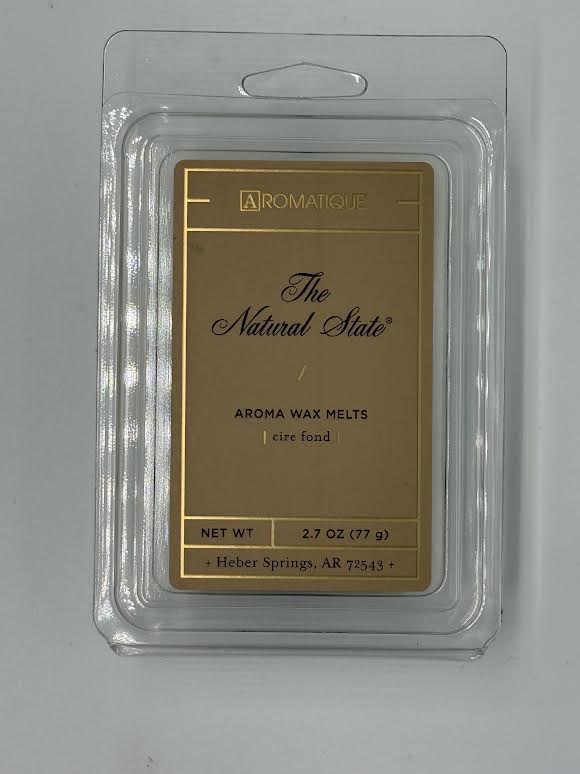 AROMATIQUE
The
Natural State®
/
AROMA WAX MELTS
| cire fond |
NET WT 2.7 OZ (77 g)
+ Heber Springs, AR 72543 +